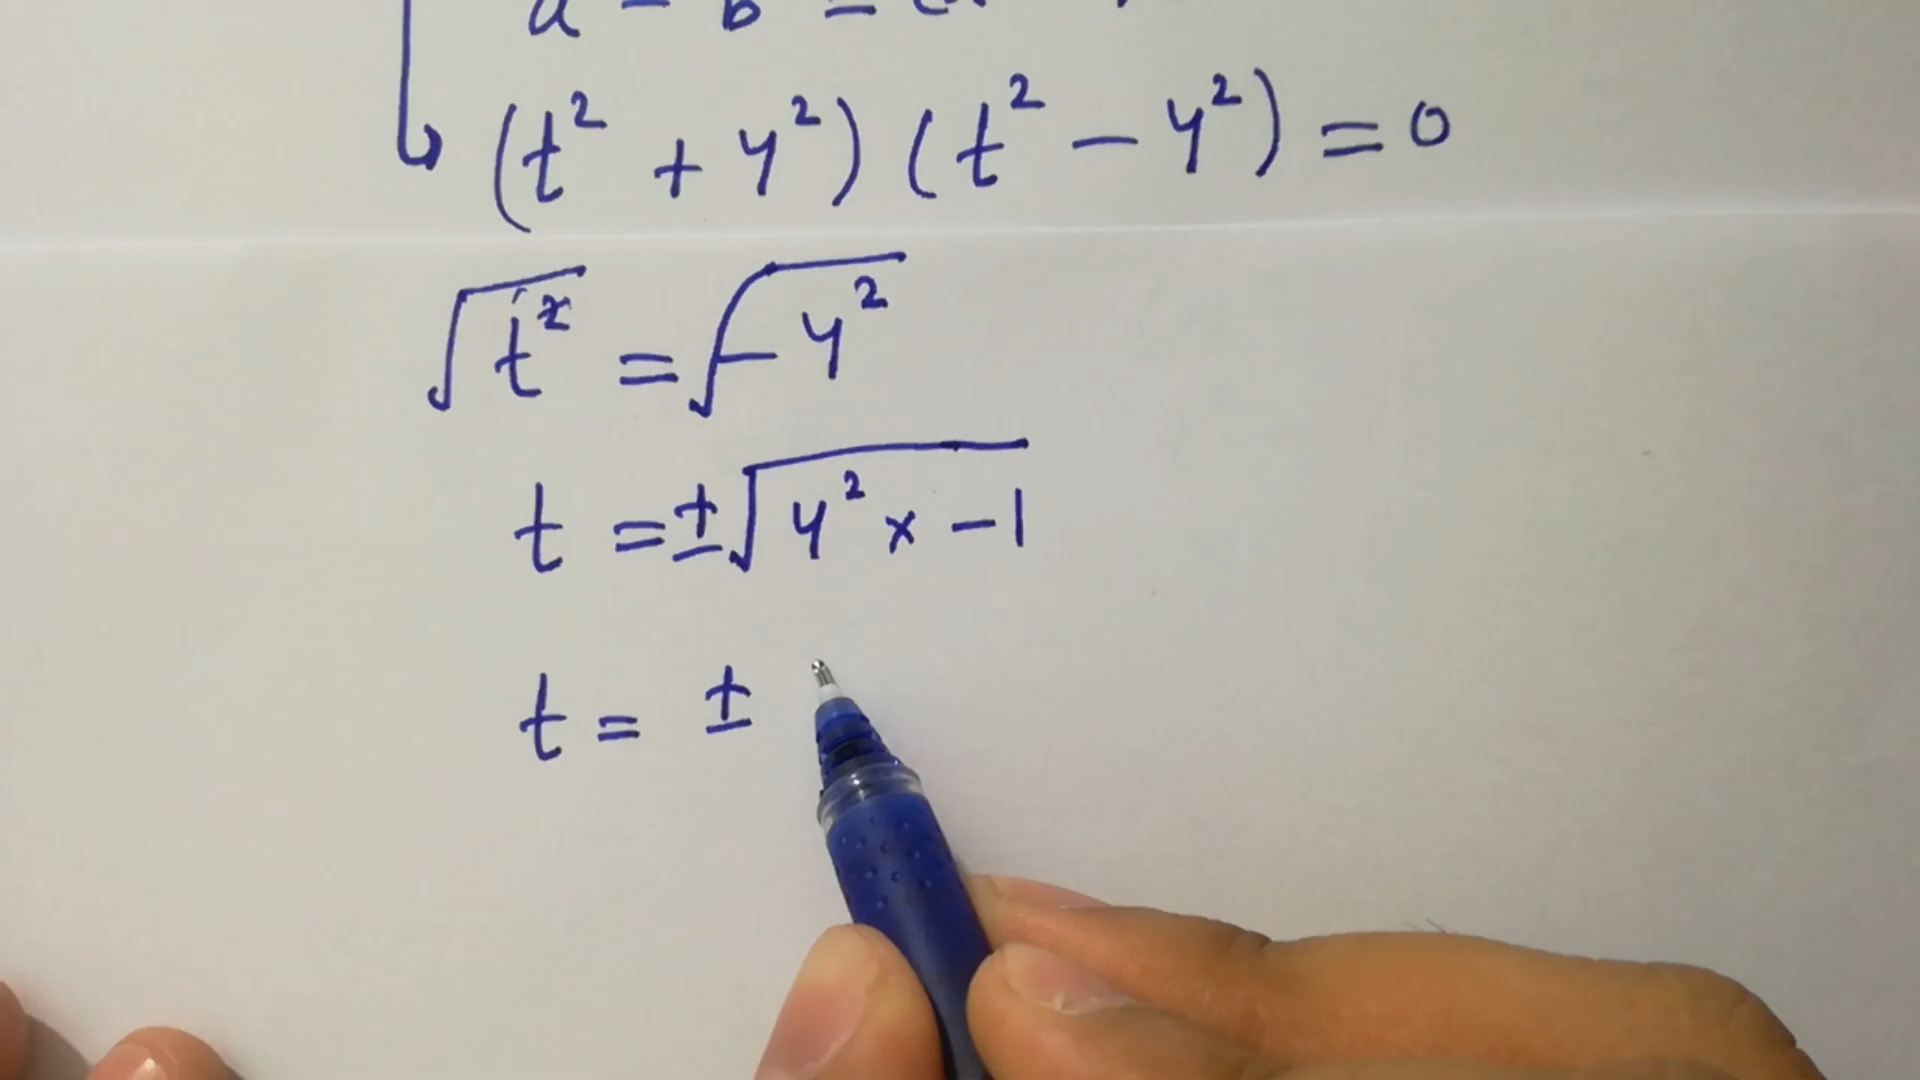 a - b =
(t² + y²) (t² - y²) = 0
√t² = √-y²
t = ±√y² x -1
t = ±